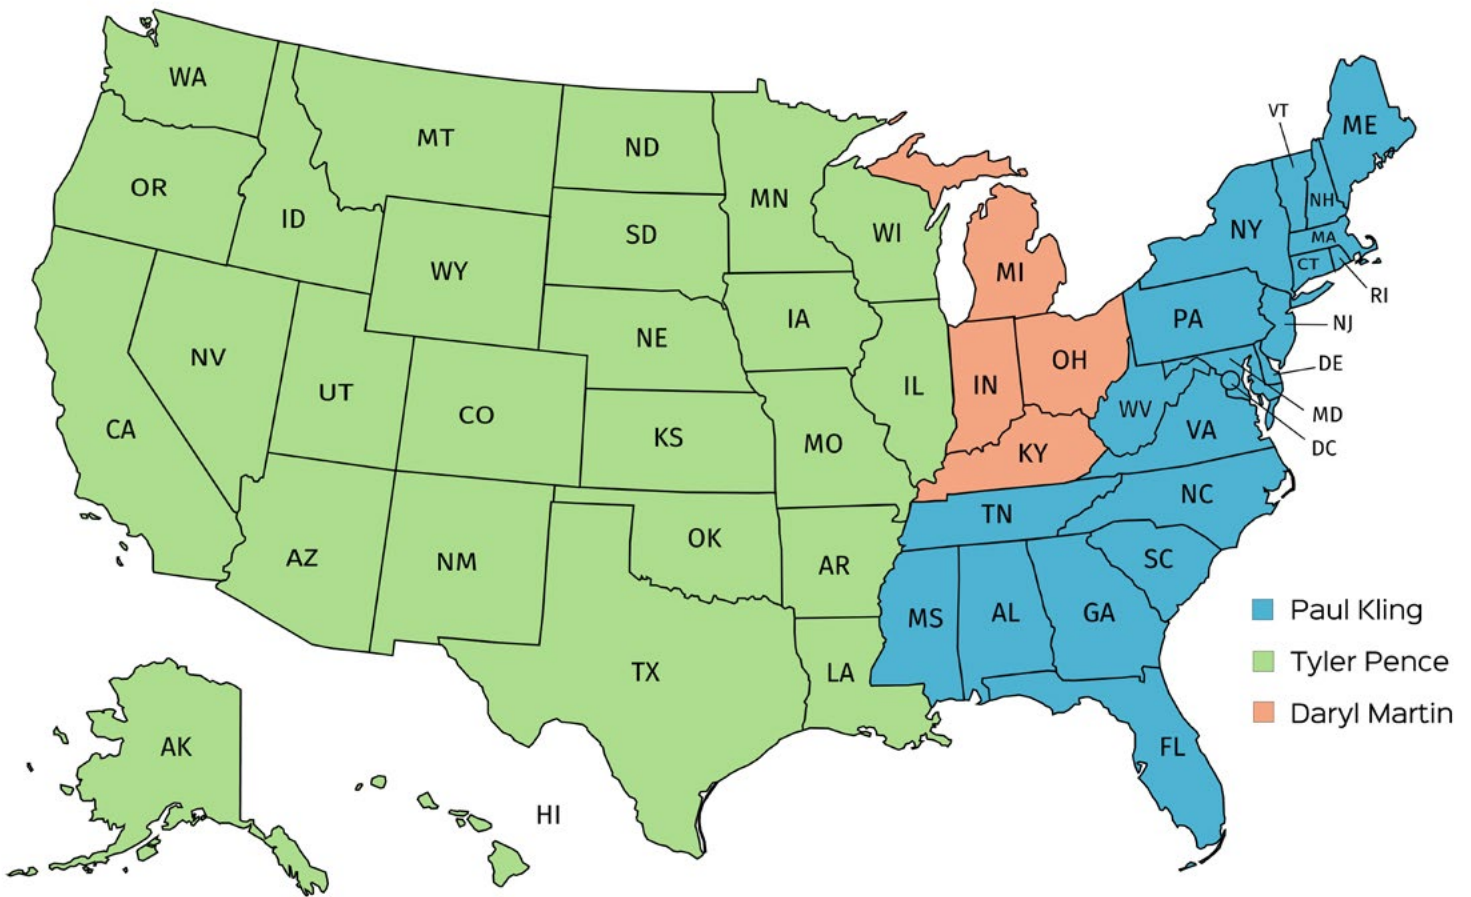 WA
MT
ND
MN
OR
ID
WY
SD
WI
MI
VT
ME
NH
NY
MA
CT
RI
NV
UT
CO
NE
IA
IL
IN
OH
PA
NJ
DE
MD
DC
CA
KS
MO
KY
WV
VA
AZ
NM
OK
AR
TN
NC
SC
TX
LA
MS
AL
GA
FL
AK
HI
Paul Kling
Tyler Pence
Daryl Martin